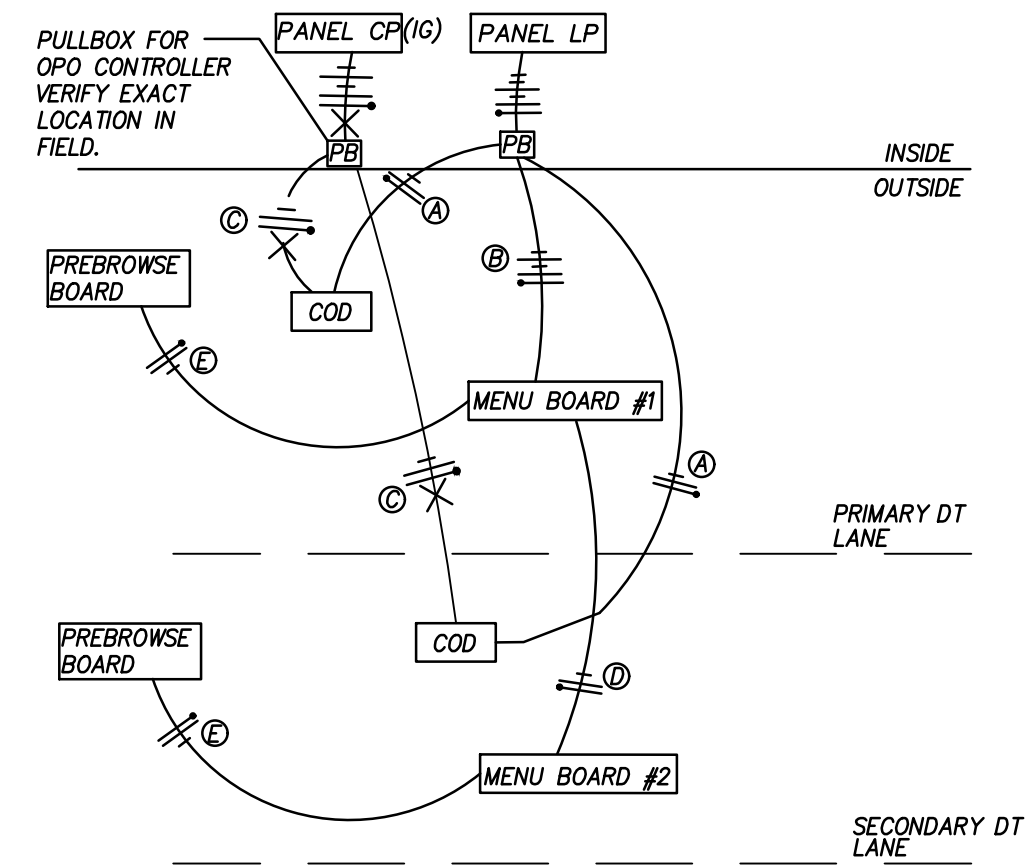 PANEL CP(IG)
PANEL LP
PULLBOX FOR
OPO CONTROLLER
VERIFY EXACT
LOCATION IN
FIELD.
PB
PB
INSIDE
OUTSIDE
A
C
B
PREBROWSE
BOARD
COD
E
MENU BOARD #1
A
C
PRIMARY DT
LANE
PREBROWSE
BOARD
COD
D
E
MENU BOARD #2
SECONDARY DT
LANE